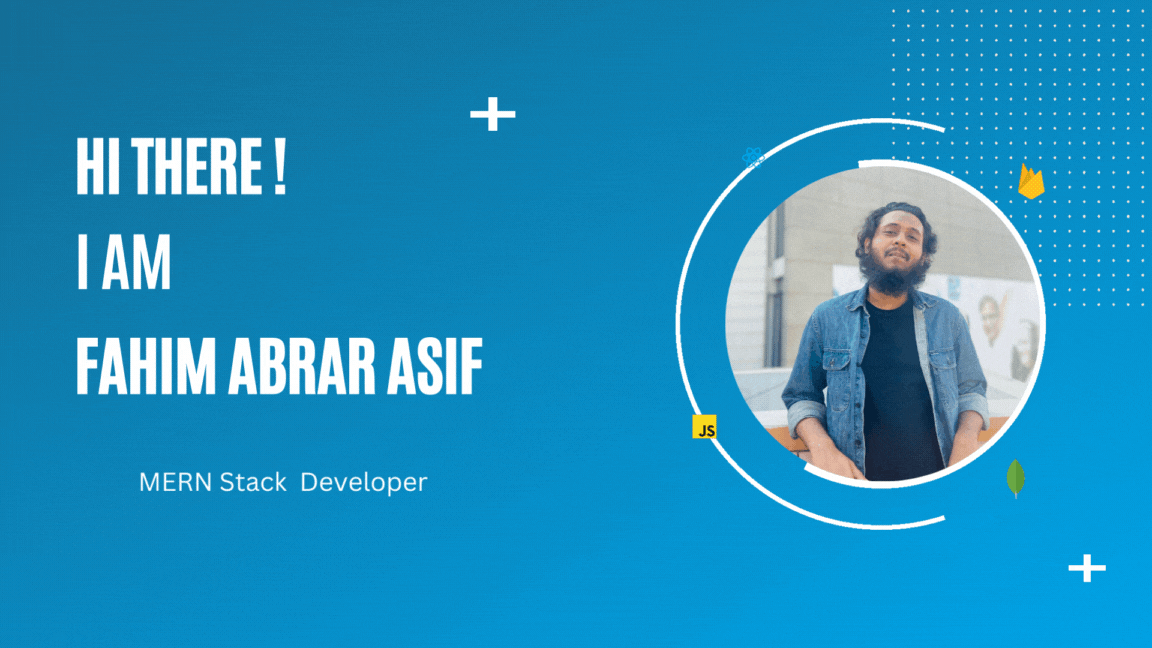 HI THERE !
I AM
FAHIM ABRAR ASIF
MERN Stack  Developer
JS